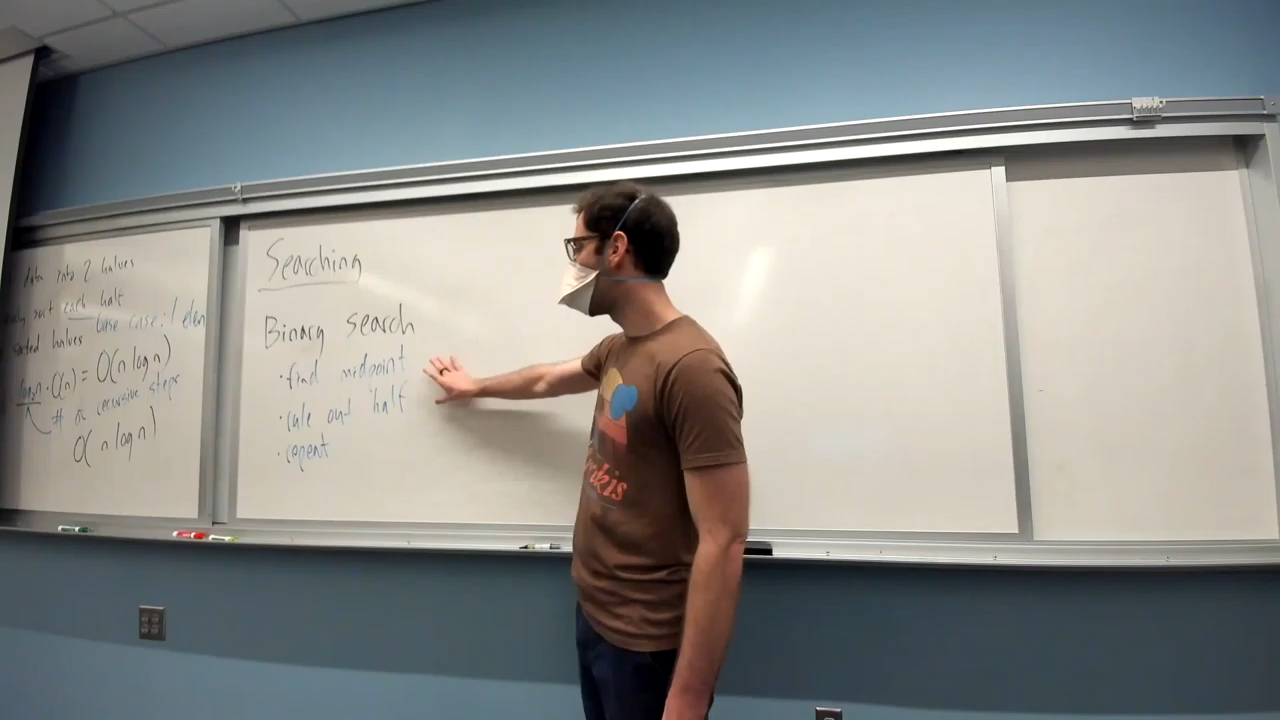 data into 2 halves
sort each half
base case: 1 elem
sorted halves
log n · O(n) = O(n log n)
# of recursive steps
O(n log n)
Searching
Binary search
· find midpoint
· rule out half
· repeat